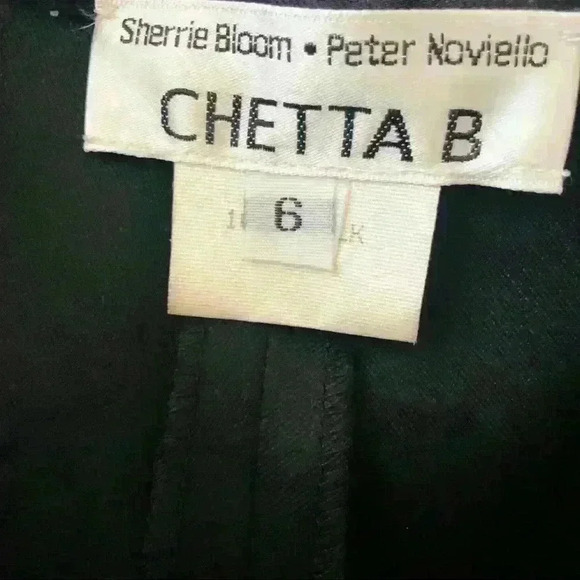 Sherrie Bloom • Peter Noviello
CHETTA B
6